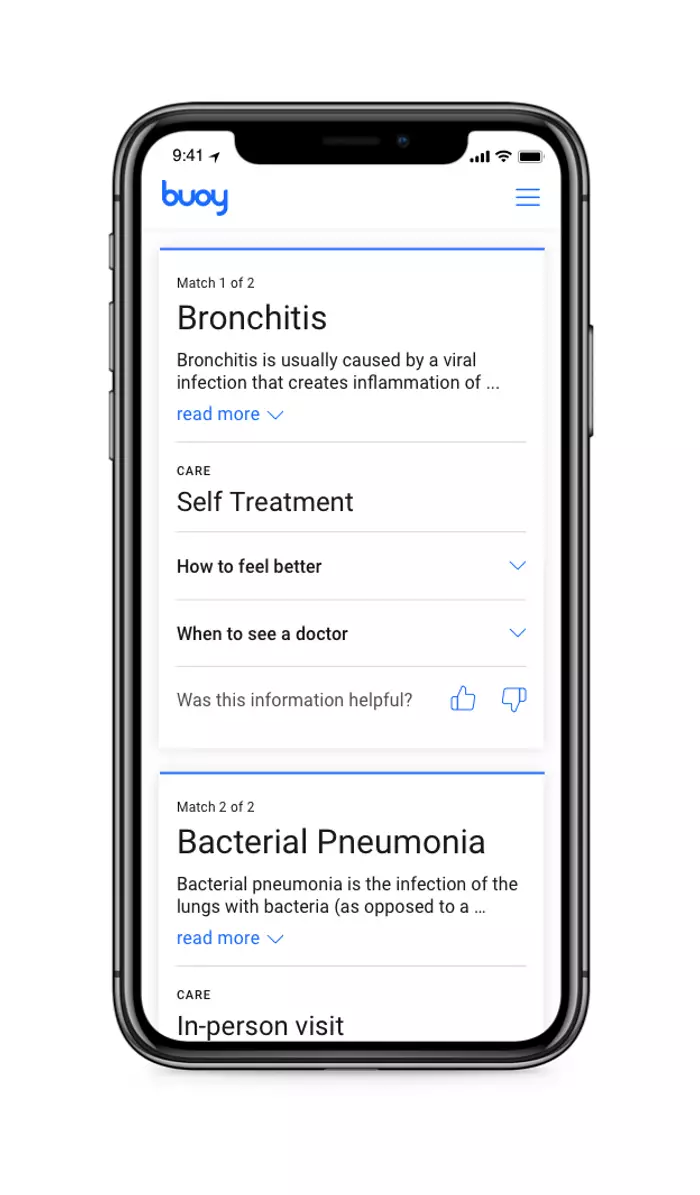 9:41
buoy
Match 1 of 2
Bronchitis
Bronchitis is usually caused by a viral
infection that creates inflammation of ...
read more
CARE
Self Treatment
How to feel better
When to see a doctor
Was this information helpful?
Match 2 of 2
Bacterial Pneumonia
Bacterial pneumonia is the infection of the
lungs with bacteria (as opposed to a ...
read more
CARE
In-person visit